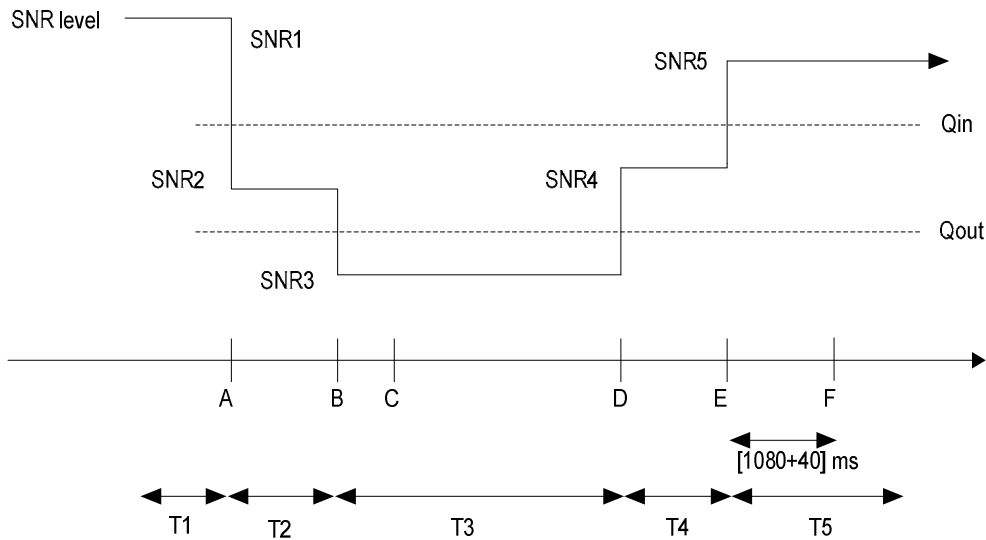 SNR level
SNR1
SNR5
Qin
SNR2
SNR4
Qout
SNR3
A B C D E F
[1080+40] ms
T1 T2 T3 T4 T5